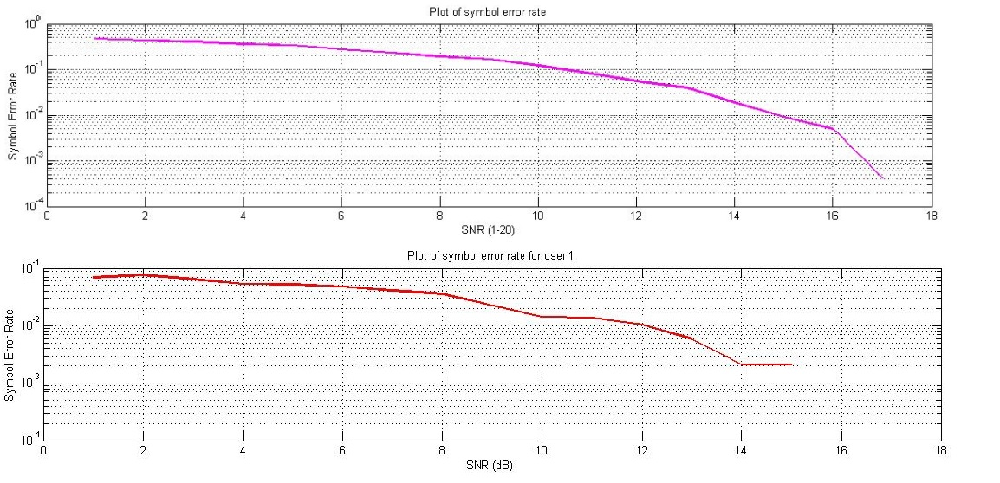 Plot of symbol error rate
10^0
10^-1
10^-2
10^-3
10^-4
Symbol Error Rate
0 2 4 6 8 10 12 14 16 18
SNR (1-20)
Plot of symbol error rate for user 1
10^-1
10^-2
10^-3
10^-4
Symbol Error Rate
0 2 4 6 8 10 12 14 16 18
SNR (dB)